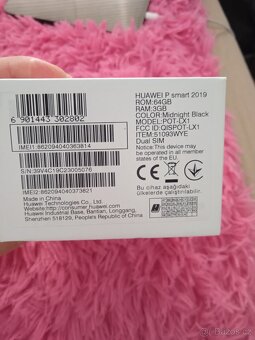 HUAWEI P smart 2019
ROM:64GB
RAM:3GB
COLOR:Midnight Black
MODEL:POT-LX1
FCC ID:QISPOT-LX1
ITEM:51093WYE
Dual SIM
Notice:This device may be
operated in all member
states of the EU
6 901443 302802
IMEI1:862094040363814
S/N:39V4C19C23005076
IMEI2:862094040373821
Bu cihaz aşağıdaki
Made in China
Huawei Technologies Co., Ltd.
Website: http://consumer.huawei.com
Huawei Industrial Base, Bantian, Longgang,
Shenzhen 518129, People's Republic of China